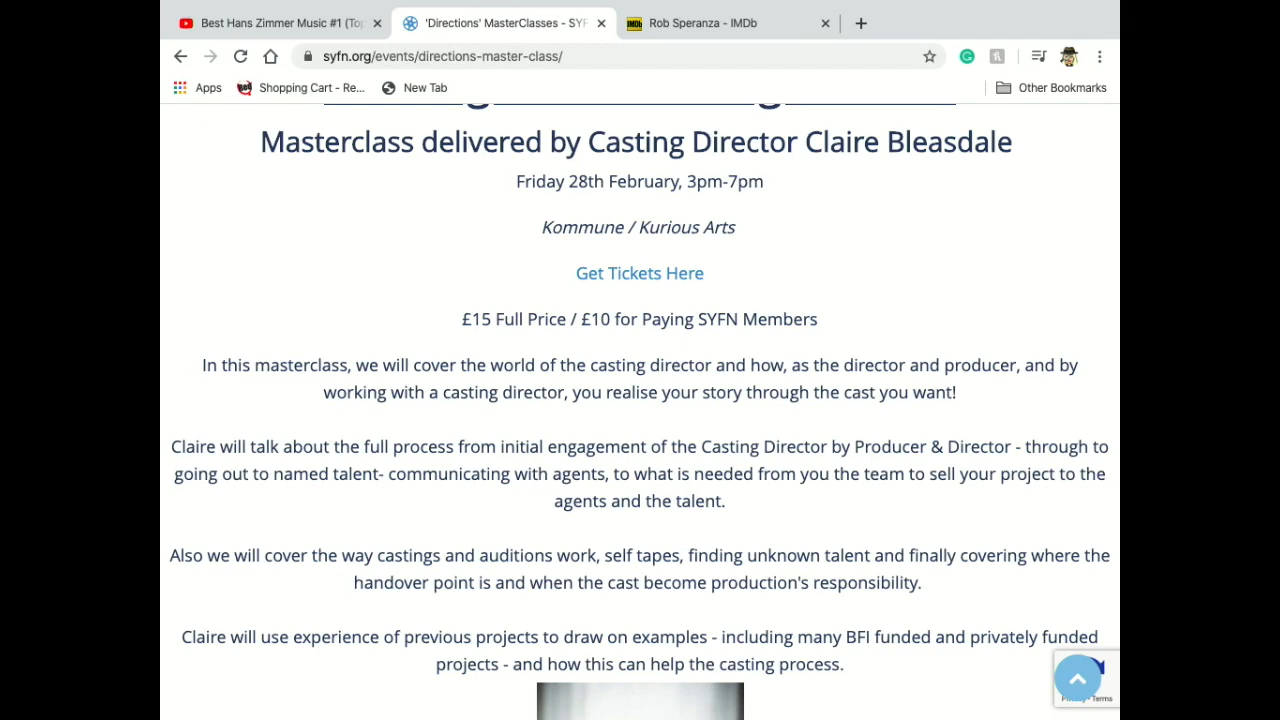 Best Hans Zimmer Music #1 (Top
'Directions' MasterClasses - SYF
IMDb Rob Speranza - IMDb
syfn.org/events/directions-master-class/
Apps
Shopping Cart - Re...
New Tab
Other Bookmarks
Masterclass delivered by Casting Director Claire Bleasdale
Friday 28th February, 3pm-7pm
Kommune / Kurious Arts
Get Tickets Here
£15 Full Price / £10 for Paying SYFN Members
In this masterclass, we will cover the world of the casting director and how, as the director and producer, and by
working with a casting director, you realise your story through the cast you want!
Claire will talk about the full process from initial engagement of the Casting Director by Producer & Director - through to
going out to named talent- communicating with agents, to what is needed from you the team to sell your project to the
agents and the talent.
Also we will cover the way castings and auditions work, self tapes, finding unknown talent and finally covering where the
handover point is and when the cast become production's responsibility.
Claire will use experience of previous projects to draw on examples - including many BFI funded and privately funded
projects - and how this can help the casting process.
Terms